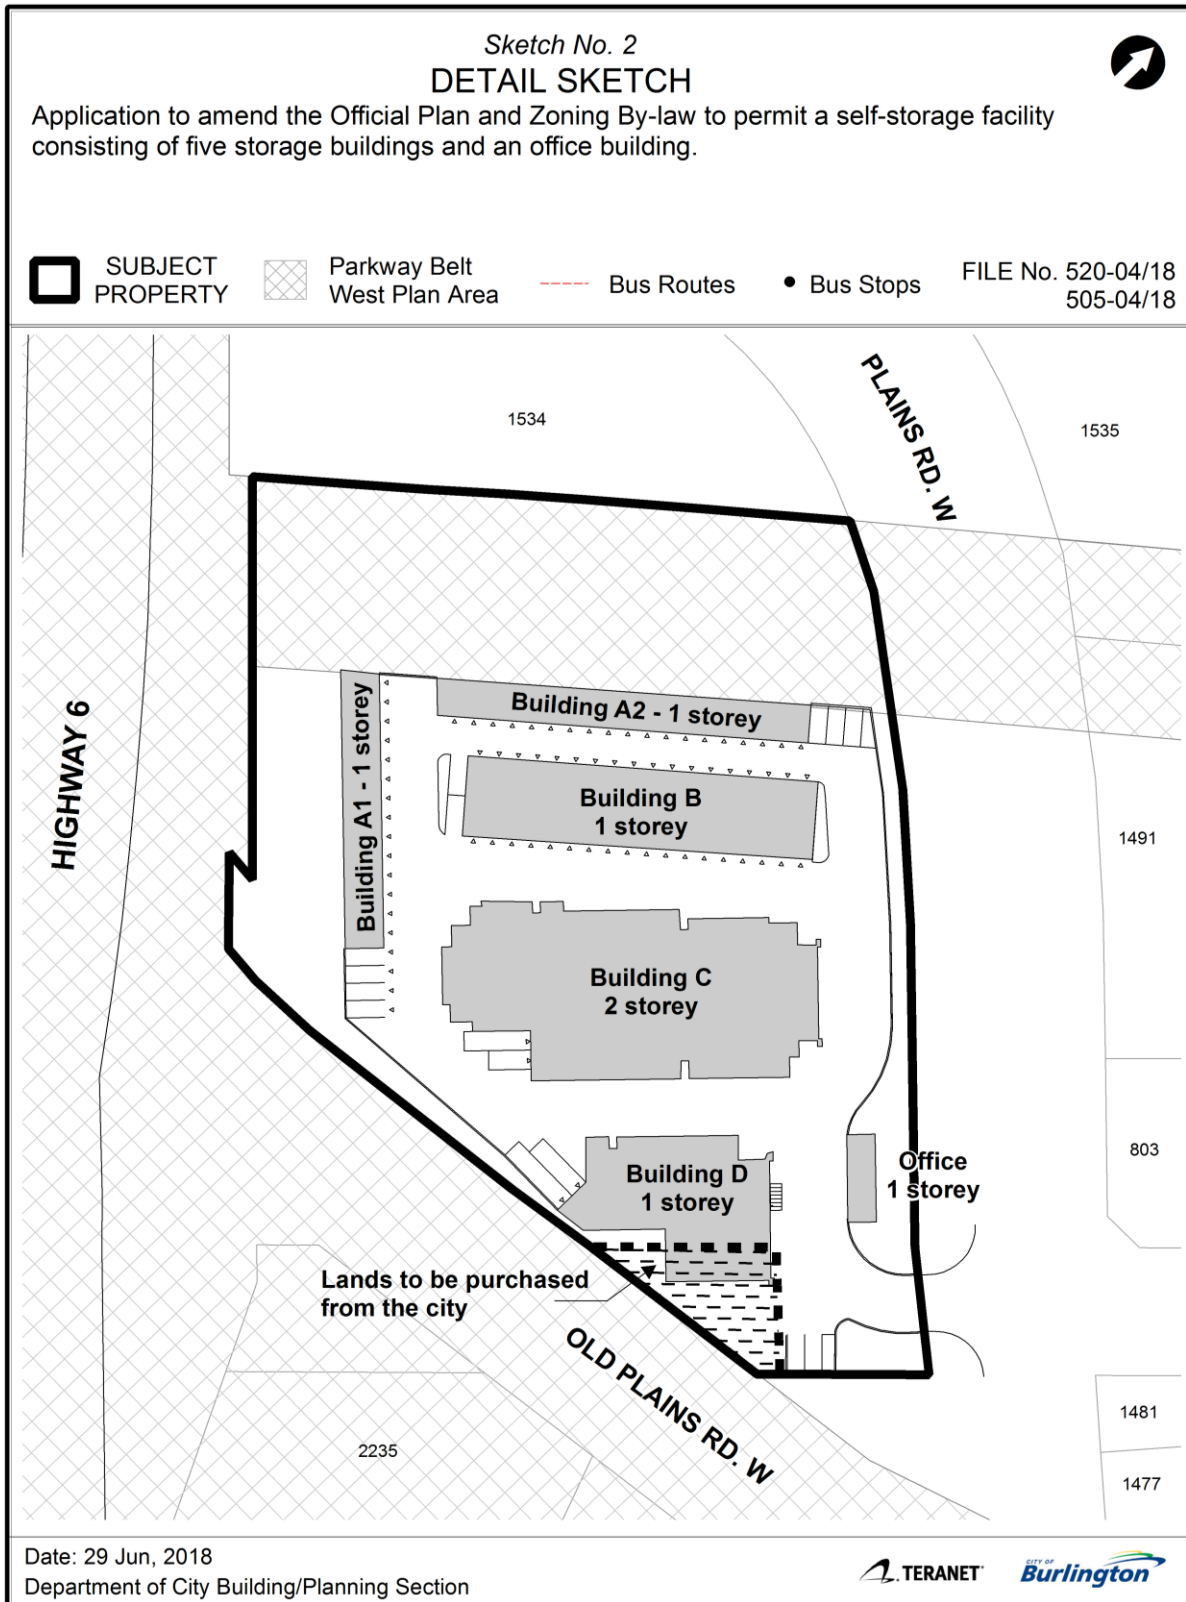 Sketch No. 2
DETAIL SKETCH
Application to amend the Official Plan and Zoning By-law to permit a self-storage facility
consisting of five storage buildings and an office building.
SUBJECT
PROPERTY
Parkway Belt
West Plan Area
Bus Routes
Bus Stops
FILE No. 520-04/18
505-04/18
PLAINS RD. W
1534
1535
HIGHWAY 6
Building A1 - 1 storey
Building A2 - 1 storey
Building B
1 storey
1491
Building C
2 storey
803
Office
1 storey
Building D
1 storey
Lands to be purchased
from the city
OLD PLAINS RD. W
2235
1481
1477
Date: 29 Jun, 2018
Department of City Building/Planning Section
TERANET
CITY OF
Burlington